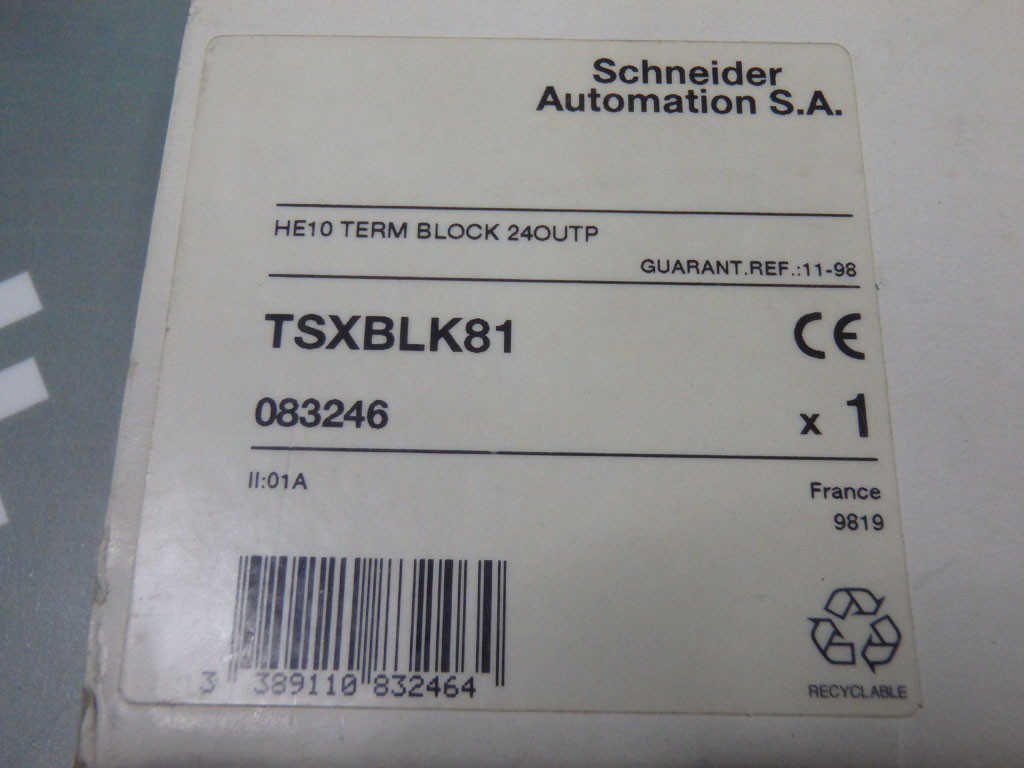 Schneider
Automation S.A.
HE10 TERM BLOCK 24OUTP
GUARANT.REF.:11-98
TSXBLK81
CE
083246
x 1
II:01A
France
9819
3 389110 832464
RECYCLABLE